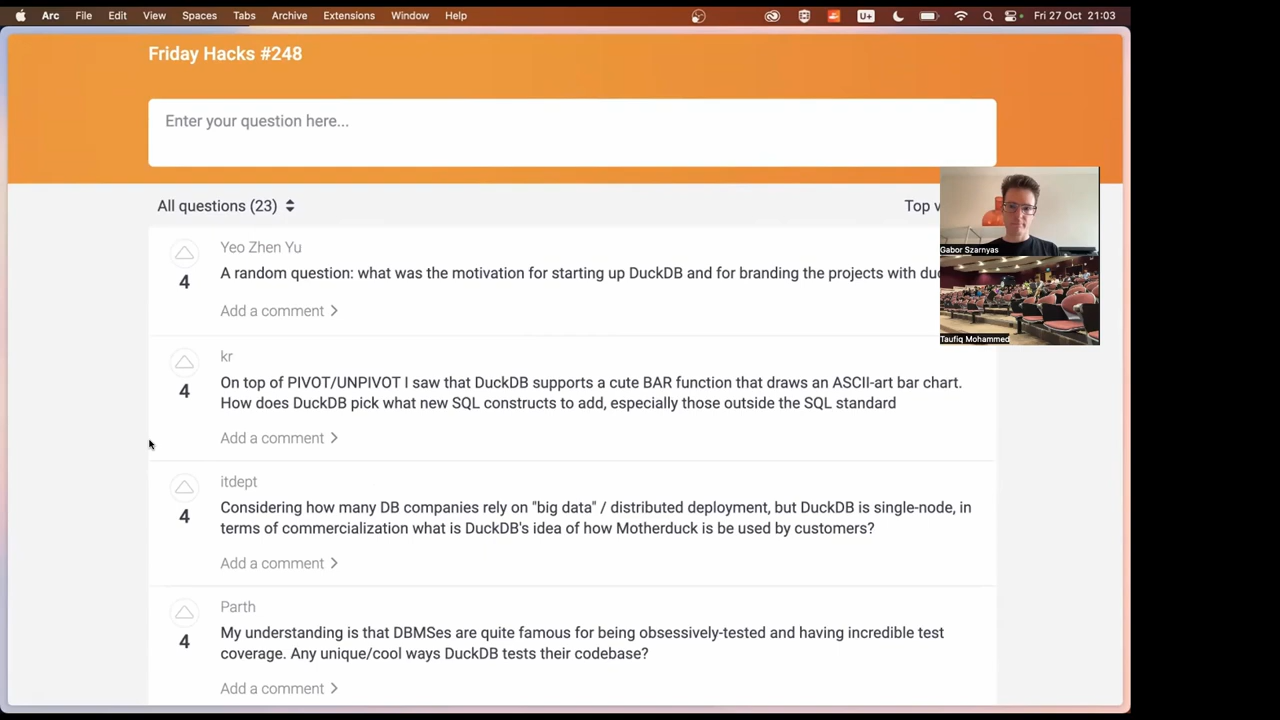 Arc File Edit View Spaces Tabs Archive Extensions Window Help U+ Fri 27 Oct 21:03
Friday Hacks #248
Enter your question here...
All questions (23) Top v
Yeo Zhen Yu
4
A random question: what was the motivation for starting up DuckDB and for branding the projects with duc
Add a comment
kr
4
On top of PIVOT/UNPIVOT I saw that DuckDB supports a cute BAR function that draws an ASCII-art bar chart.
How does DuckDB pick what new SQL constructs to add, especially those outside the SQL standard
Add a comment
itdept
4
Considering how many DB companies rely on "big data" / distributed deployment, but DuckDB is single-node, in
terms of commercialization what is DuckDB's idea of how Motherduck is be used by customers?
Add a comment
Parth
4
My understanding is that DBMSes are quite famous for being obsessively-tested and having incredible test
coverage. Any unique/cool ways DuckDB tests their codebase?
Add a comment
Gabor Szarnyas
Taufiq Mohammed